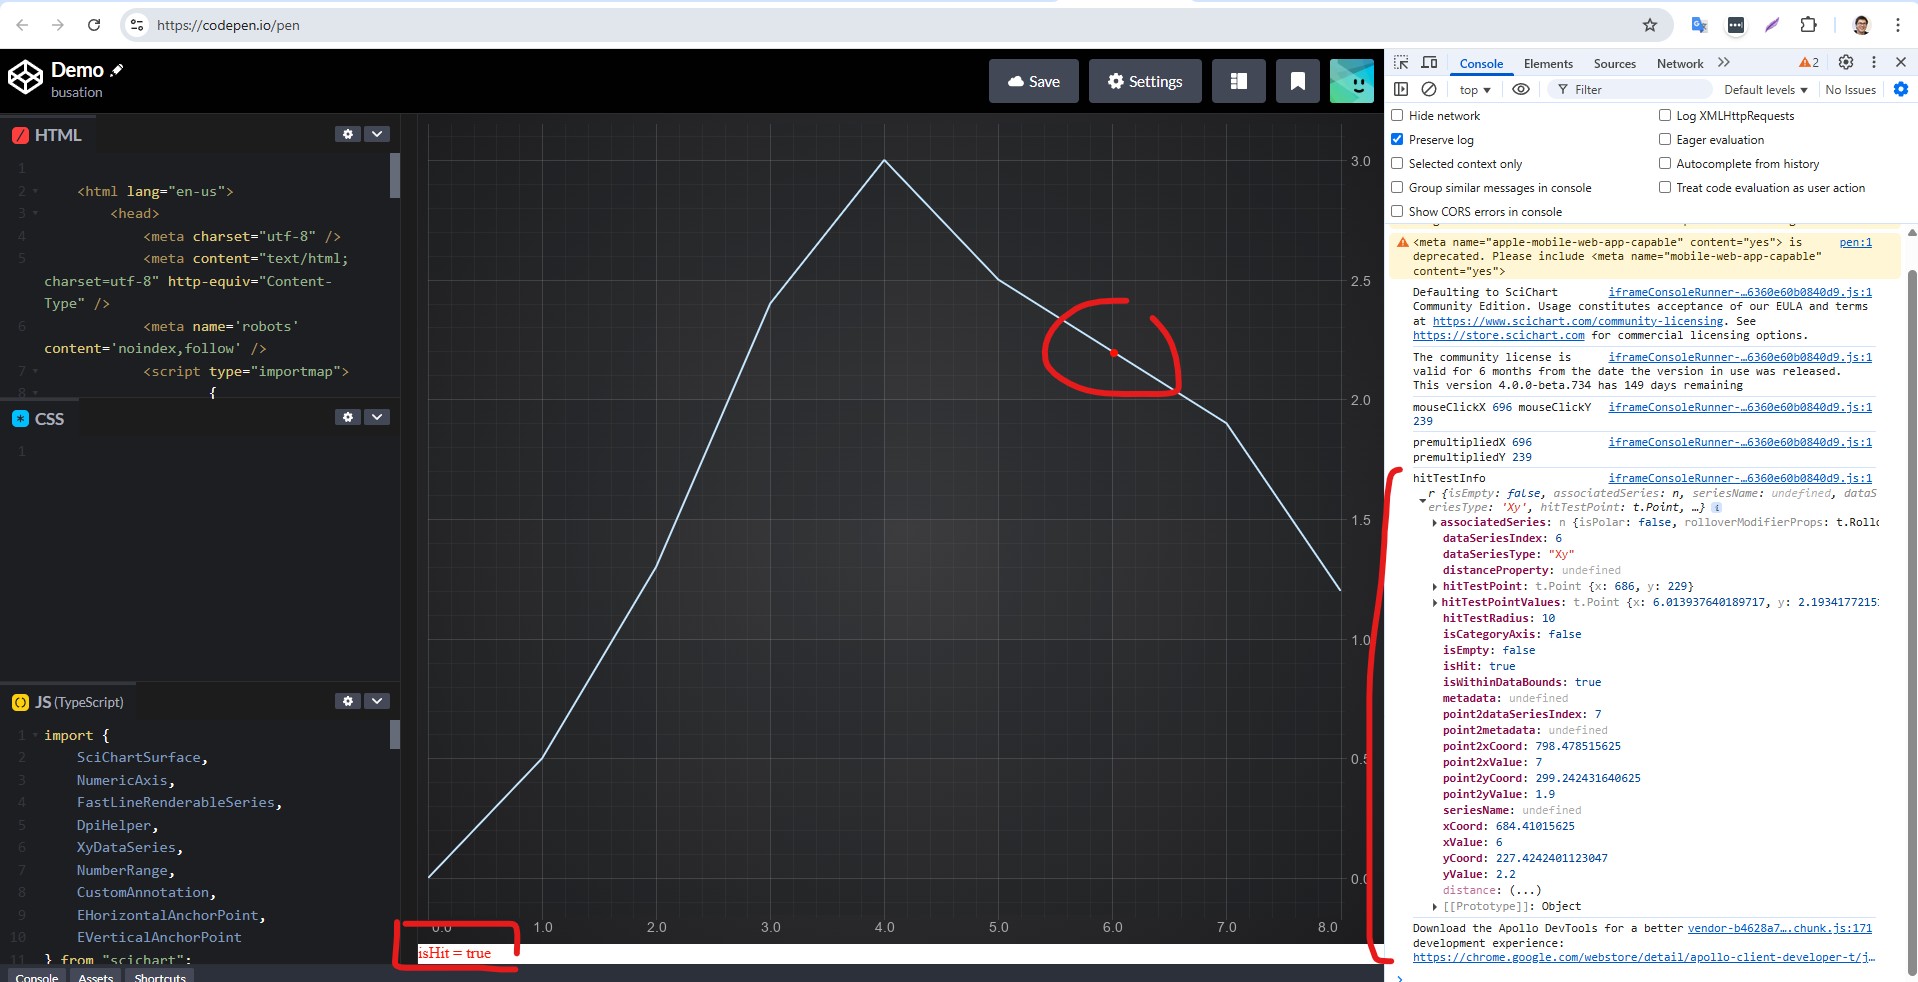 https://codepen.io/pen
Demo
busation
Save
Settings
HTML
1
2 <html lang="en-us">
3 <head>
4 <meta charset="utf-8" />
5 <meta content="text/html;
charset=utf-8" http-equiv="Content-
Type" />
6 <meta name='robots'
content='noindex,follow' />
7 <script type="importmap">
8 {
CSS
1
JS (TypeScript)
1 import {
2 SciChartSurface,
3 NumericAxis,
4 FastLineRenderableSeries,
5 DpiHelper,
6 XyDataSeries,
7 NumberRange,
8 CustomAnnotation,
9 EHorizontalAnchorPoint,
10 EVerticalAnchorPoint
11 } from "scichart";
Console Assets Shortcuts
3.0
2.5
2.0
1.5
1.0
0.5
0.0
0.0 1.0 2.0 3.0 4.0 5.0 6.0 7.0 8.0
isHit = true
Console Elements Sources Network 2
top Filter Default levels No Issues
Hide network Log XMLHttpRequests
Preserve log Eager evaluation
Selected context only Autocomplete from history
Group similar messages in console Treat code evaluation as user action
Show CORS errors in console
<meta name="apple-mobile-web-app-capable" content="yes"> is pen:1
deprecated. Please include <meta name="mobile-web-app-capable"
content="yes">
Defaulting to SciChart iframeConsoleRunner-…6360e60b0840d9.js:1
Community Edition. Usage constitutes acceptance of our EULA and terms
at https://www.scichart.com/community-licensing. See
https://store.scichart.com for commercial licensing options.
The community license is iframeConsoleRunner-…6360e60b0840d9.js:1
valid for 6 months from the date the version in use was released.
This version 4.0.0-beta.734 has 149 days remaining
mouseClickX 696 mouseClickY iframeConsoleRunner-…6360e60b0840d9.js:1
239
premultipliedX 696 iframeConsoleRunner-…6360e60b0840d9.js:1
premultipliedY 239
hitTestInfo iframeConsoleRunner-…6360e60b0840d9.js:1
r {isEmpty: false, associatedSeries: n, seriesName: undefined, dataS
eriesType: 'Xy', hitTestPoint: t.Point, …}
associatedSeries: n {isPolar: false, rolloverModifierProps: t.Rollo
dataSeriesIndex: 6
dataSeriesType: "Xy"
distanceProperty: undefined
hitTestPoint: t.Point {x: 686, y: 229}
hitTestPointValues: t.Point {x: 6.013937640189717, y: 2.1934177215
hitTestRadius: 10
isCategoryAxis: false
isEmpty: false
isHit: true
isWithinDataBounds: true
metadata: undefined
point2dataSeriesIndex: 7
point2metadata: undefined
point2xCoord: 798.478515625
point2xValue: 7
point2yCoord: 299.242431640625
point2yValue: 1.9
seriesName: undefined
xCoord: 684.41015625
xValue: 6
yCoord: 227.4242401123047
yValue: 2.2
distance: (...)
[[Prototype]]: Object
Download the Apollo DevTools for a better vendor-b4628a7….chunk.js:171
development experience:
https://chrome.google.com/webstore/detail/apollo-client-developer-t/j…